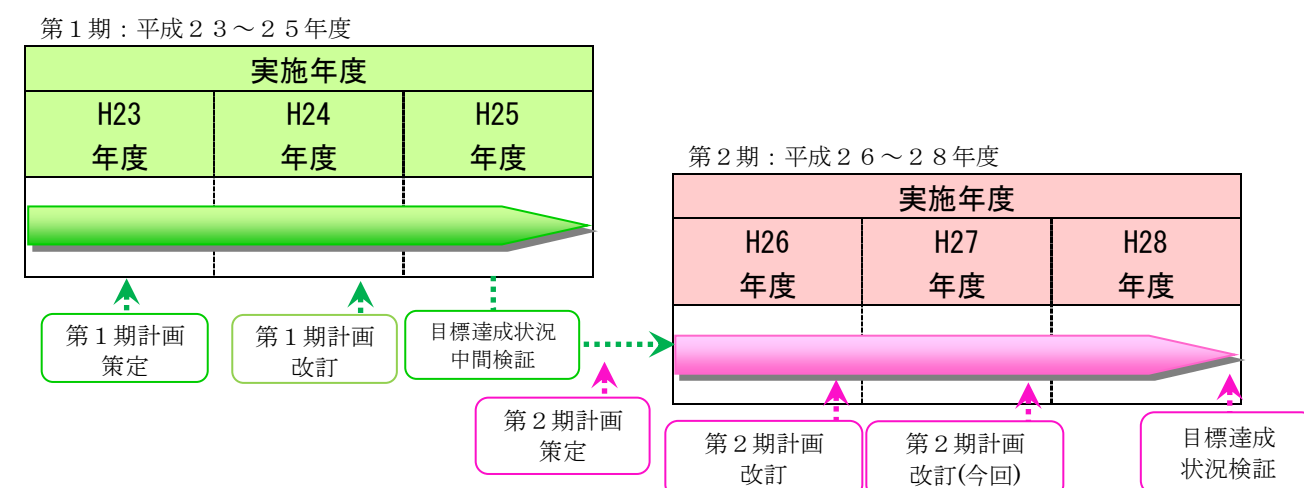 第１期：平成２３～２５年度
実施年度
H23
年度
H24
年度
H25
年度
第１期計画
策定
第１期計画
改訂
目標達成状況
中間検証
第２期計画
策定
第２期：平成２６～２８年度
実施年度
H26
年度
H27
年度
H28
年度
第２期計画
改訂
第２期計画
改訂(今回)
目標達成
状況検証